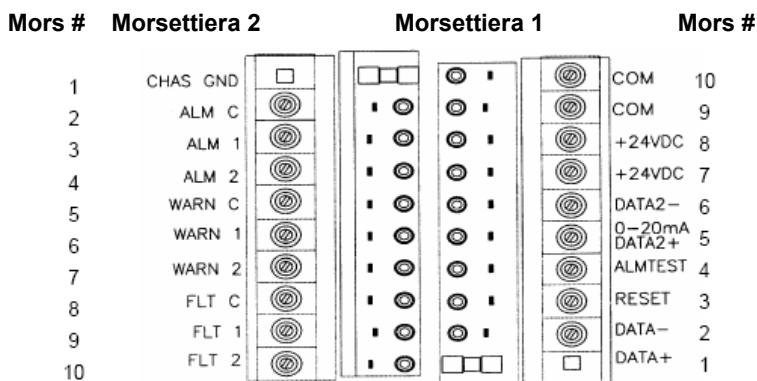 Mors # Morsettiera 2 Morsettiera 1 Mors #
1 CHAS GND COM 10
2 ALM C COM 9
3 ALM 1 +24VDC 8
4 ALM 2 +24VDC 7
5 WARN C DATA2- 6
6 WARN 1 0-20mA DATA2+ 5
7 WARN 2 ALMTEST 4
8 FLT C RESET 3
9 FLT 1 DATA- 2
10 FLT 2 DATA+ 1